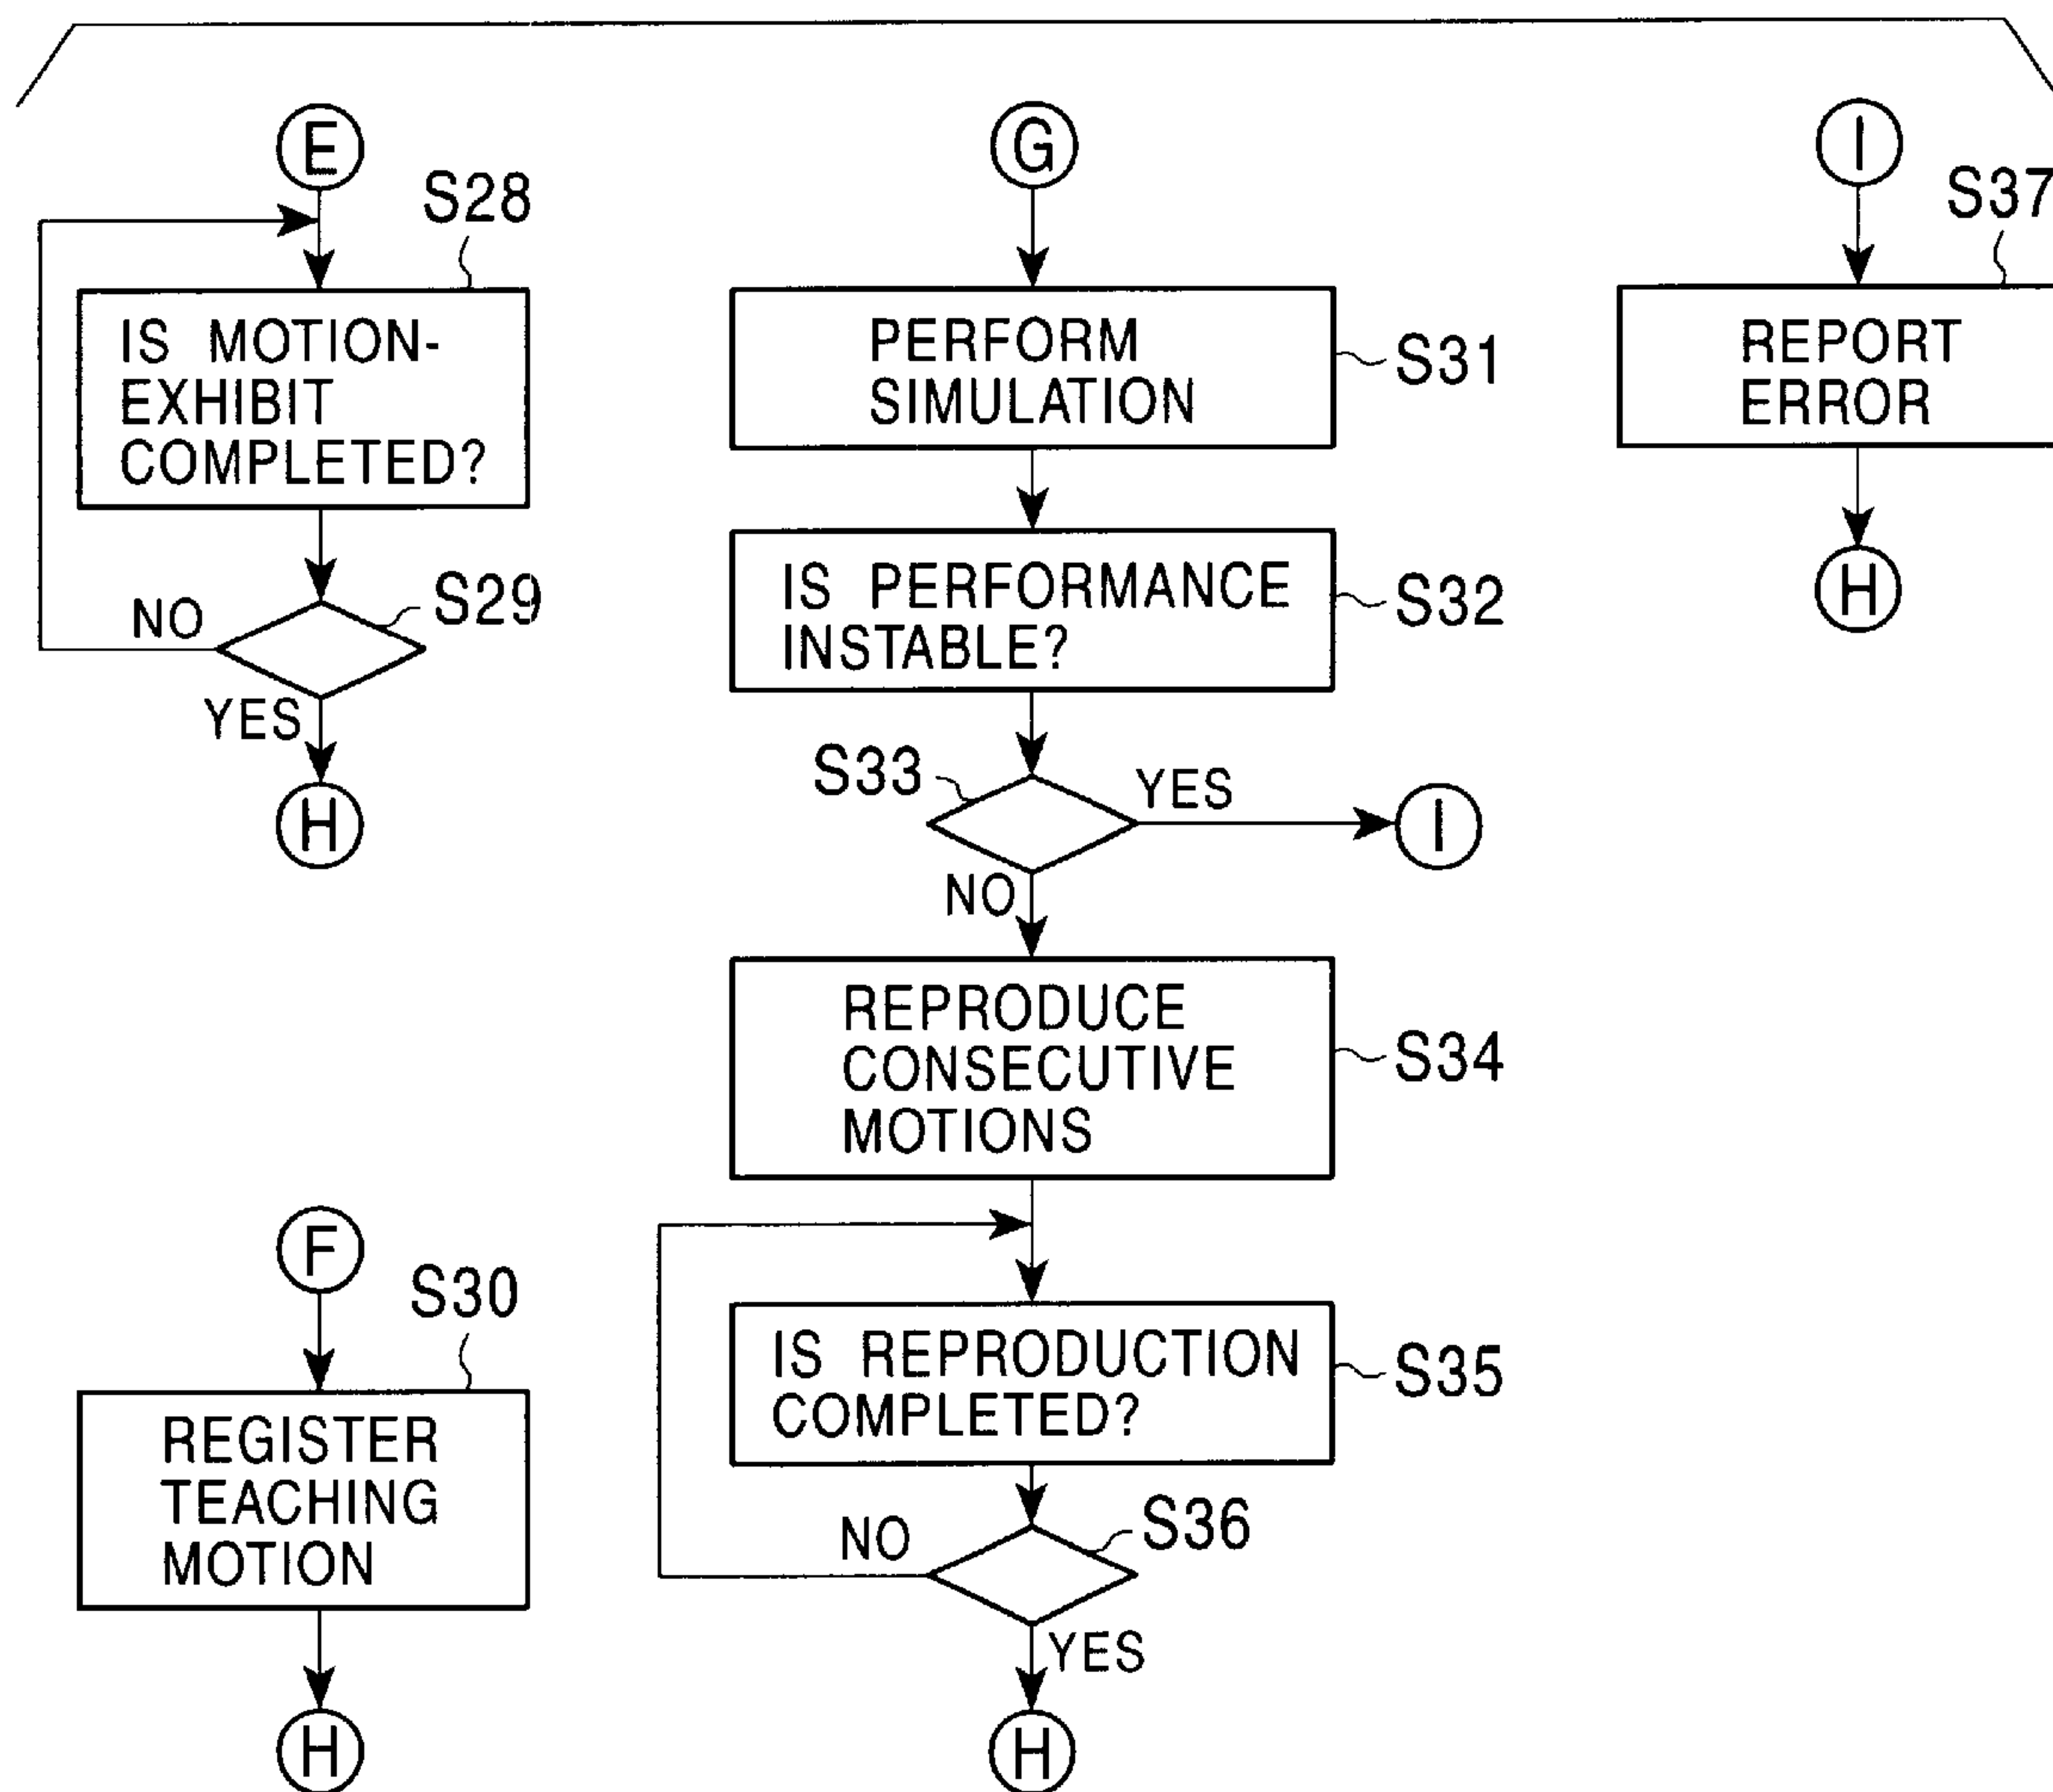 E
S28
IS MOTION-
EXHIBIT
COMPLETED?
S29
NO
YES
H
F
S30
REGISTER
TEACHING
MOTION
H
G
PERFORM
SIMULATION
S31
IS PERFORMANCE
INSTABLE?
S32
S33
YES
I
NO
REPRODUCE
CONSECUTIVE
MOTIONS
S34
IS REPRODUCTION
COMPLETED?
S35
S36
NO
YES
H
I
S37
REPORT
ERROR
H